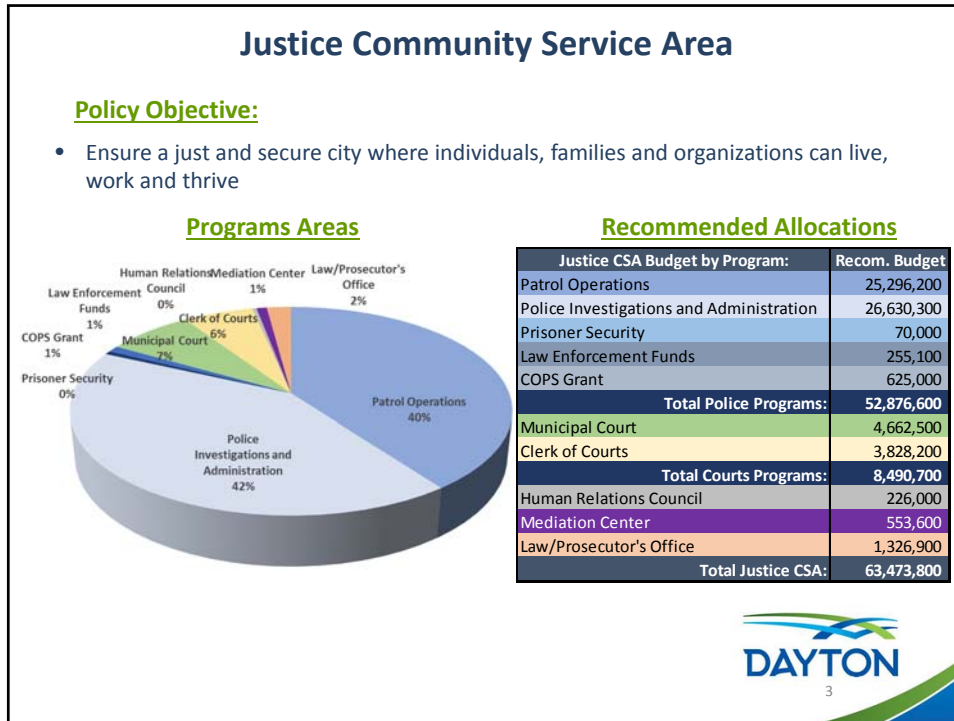 Justice Community Service Area
Policy Objective:
• Ensure a just and secure city where individuals, families and organizations can live,
work and thrive
Programs Areas
Human Relations
Council
0%
Mediation Center
1%
Law/Prosecutor's
Office
2%
Law Enforcement
Funds
1%
Clerk of Courts
6%
COPS Grant
1%
Municipal Court
7%
Prisoner Security
0%
Patrol Operations
40%
Police
Investigations and
Administration
42%
Recommended Allocations
Justice CSA Budget by Program: Recom. Budget
Patrol Operations 25,296,200
Police Investigations and Administration 26,630,300
Prisoner Security 70,000
Law Enforcement Funds 255,100
COPS Grant 625,000
Total Police Programs: 52,876,600
Municipal Court 4,662,500
Clerk of Courts 3,828,200
Total Courts Programs: 8,490,700
Human Relations Council 226,000
Mediation Center 553,600
Law/Prosecutor's Office 1,326,900
Total Justice CSA: 63,473,800
DAYTON
3